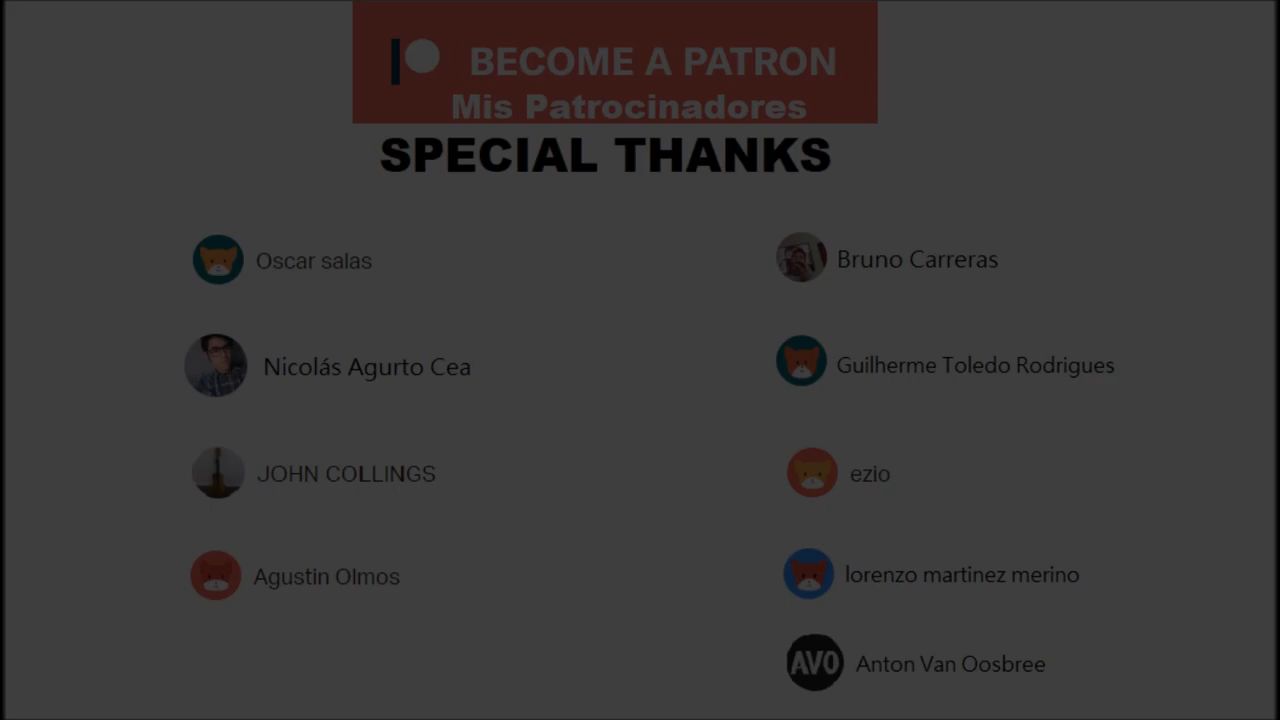 BECOME A PATRON
Mis Patrocinadores
SPECIAL THANKS
Oscar salas
Nicolás Agurto Cea
JOHN COLLINGS
Agustin Olmos
Bruno Carreras
Guilherme Toledo Rodrigues
ezio
lorenzo martinez merino
AVO Anton Van Oosbree